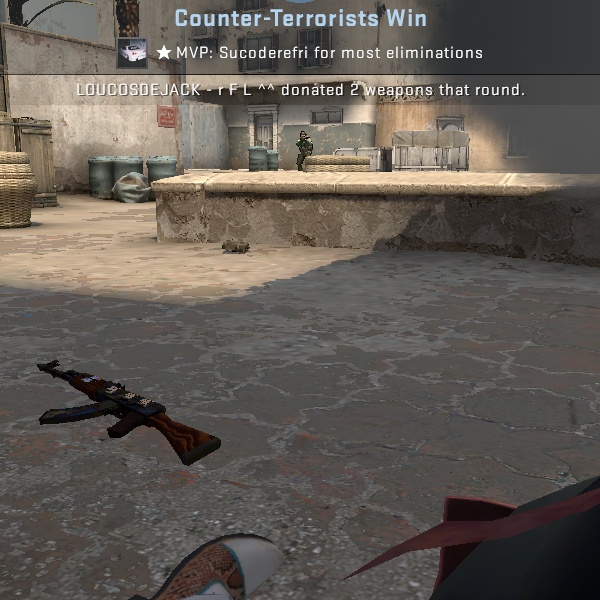 Counter-Terrorists Win
★ MVP: Sucoderefri for most eliminations
LOUCOSDEJACK - r F L ^^ donated 2 weapons that round.